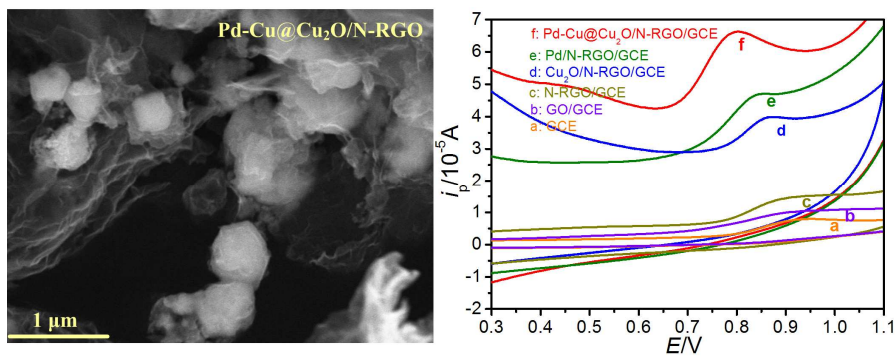 Pd-Cu@Cu₂O/N-RGO
1 μm
f: Pd-Cu@Cu₂O/N-RGO/GCE
e: Pd/N-RGO/GCE
d: Cu₂O/N-RGO/GCE
c: N-RGO/GCE
b: GO/GCE
a: GCE
f
e
d
c
b
a
7
6
5
4
3
2
1
0
-1
-2
iₚ/10⁻⁵A
0.3 0.4 0.5 0.6 0.7 0.8 0.9 1.0 1.1
E/V